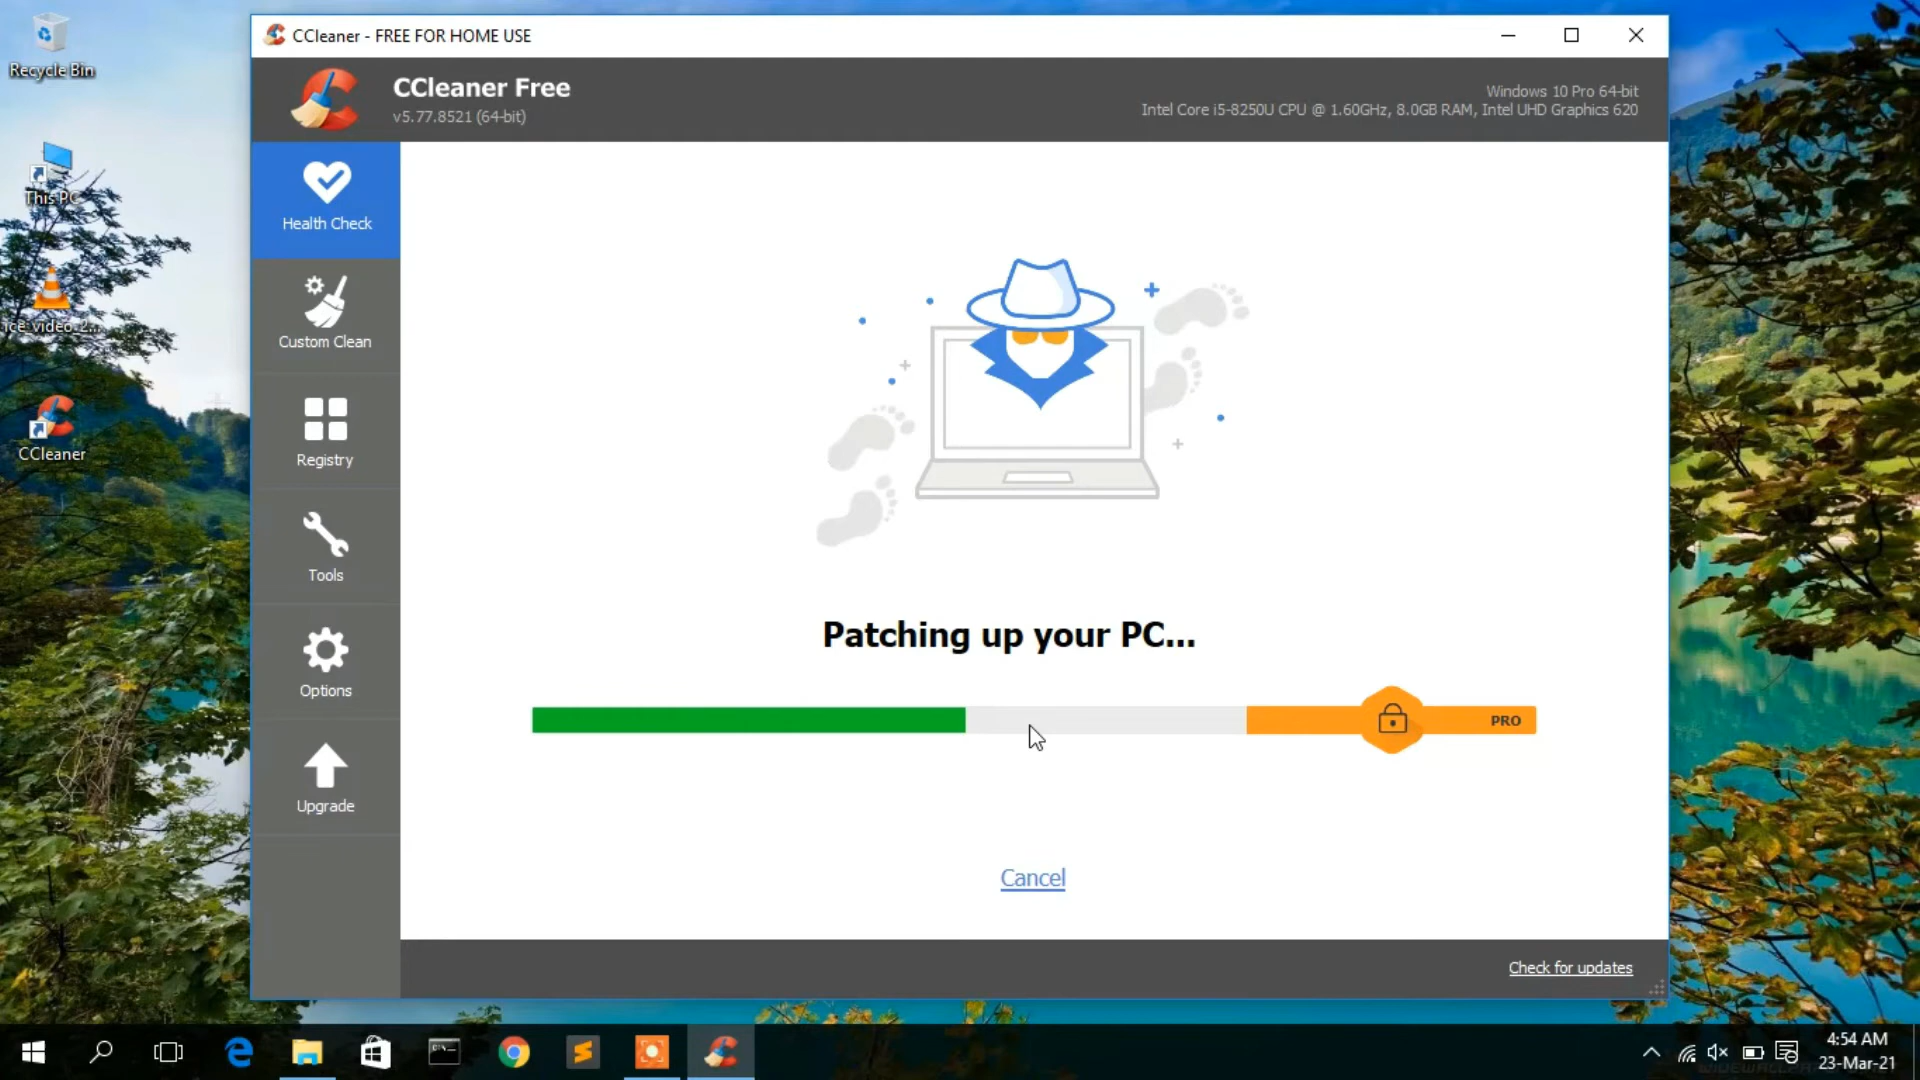 Recycle Bin
This PC
ice_video_2...
CCleaner
CCleaner - FREE FOR HOME USE
CCleaner Free
v5.77.8521 (64-bit)
Windows 10 Pro 64-bit
Intel Core i5-8250U CPU @ 1.60GHz, 8.0GB RAM, Intel UHD Graphics 620
Health Check
Custom Clean
Registry
Tools
Options
Upgrade
Patching up your PC...
PRO
Cancel
Check for updates
4:54 AM
23-Mar-21